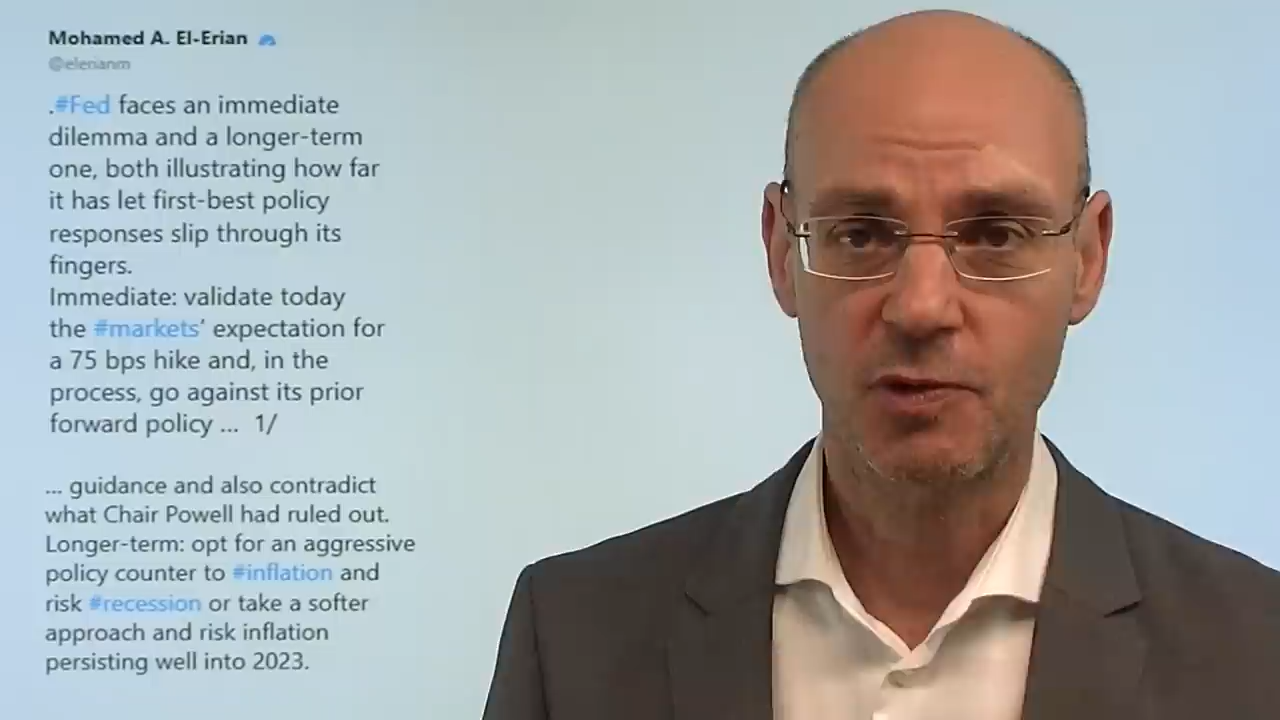 Mohamed A. El-Erian
@elerianm
.#Fed faces an immediate
dilemma and a longer-term
one, both illustrating how far
it has let first-best policy
responses slip through its
fingers.
Immediate: validate today
the #markets' expectation for
a 75 bps hike and, in the
process, go against its prior
forward policy ... 1/
... guidance and also contradict
what Chair Powell had ruled out.
Longer-term: opt for an aggressive
policy counter to #inflation and
risk #recession or take a softer
approach and risk inflation
persisting well into 2023.